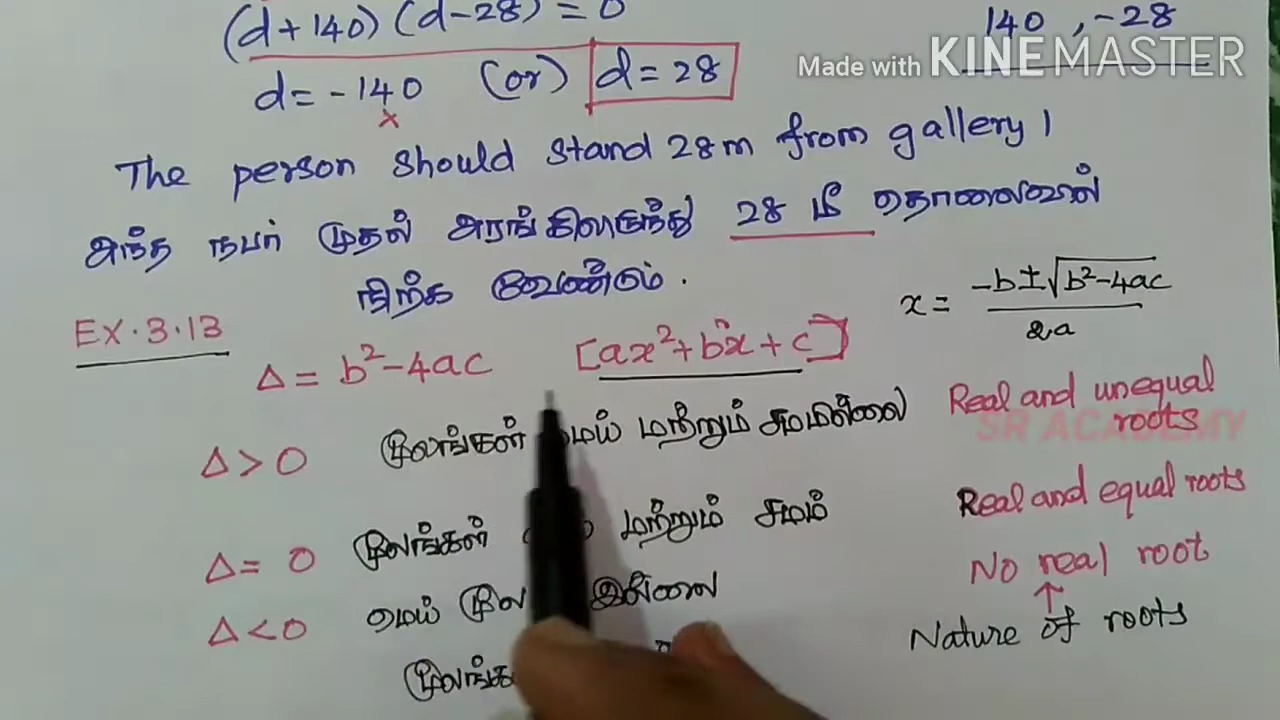 (d+140) (d-28) = 0
140, -28
Made with KINEMASTER
d = -140 (or) d = 28
x
The person should stand 28m from gallery 1
அந்த நபர் முதல் அரங்கிலிருந்து 28 மீ தொலைவில்
நிற்க வேண்டும்.
x = -b±√b²-4ac / 2a
EX.3.13
Δ = b²-4ac [ax²+bx+c]
Δ > 0 மூலங்கள் மெய் மற்றும் சமமில்லை Real and unequal roots
SR ACADEMY
Δ = 0 மூலங்கள் மற்றும் சமம் Real and equal roots
Δ < 0 மெய் இல்லை No real root
Nature of roots